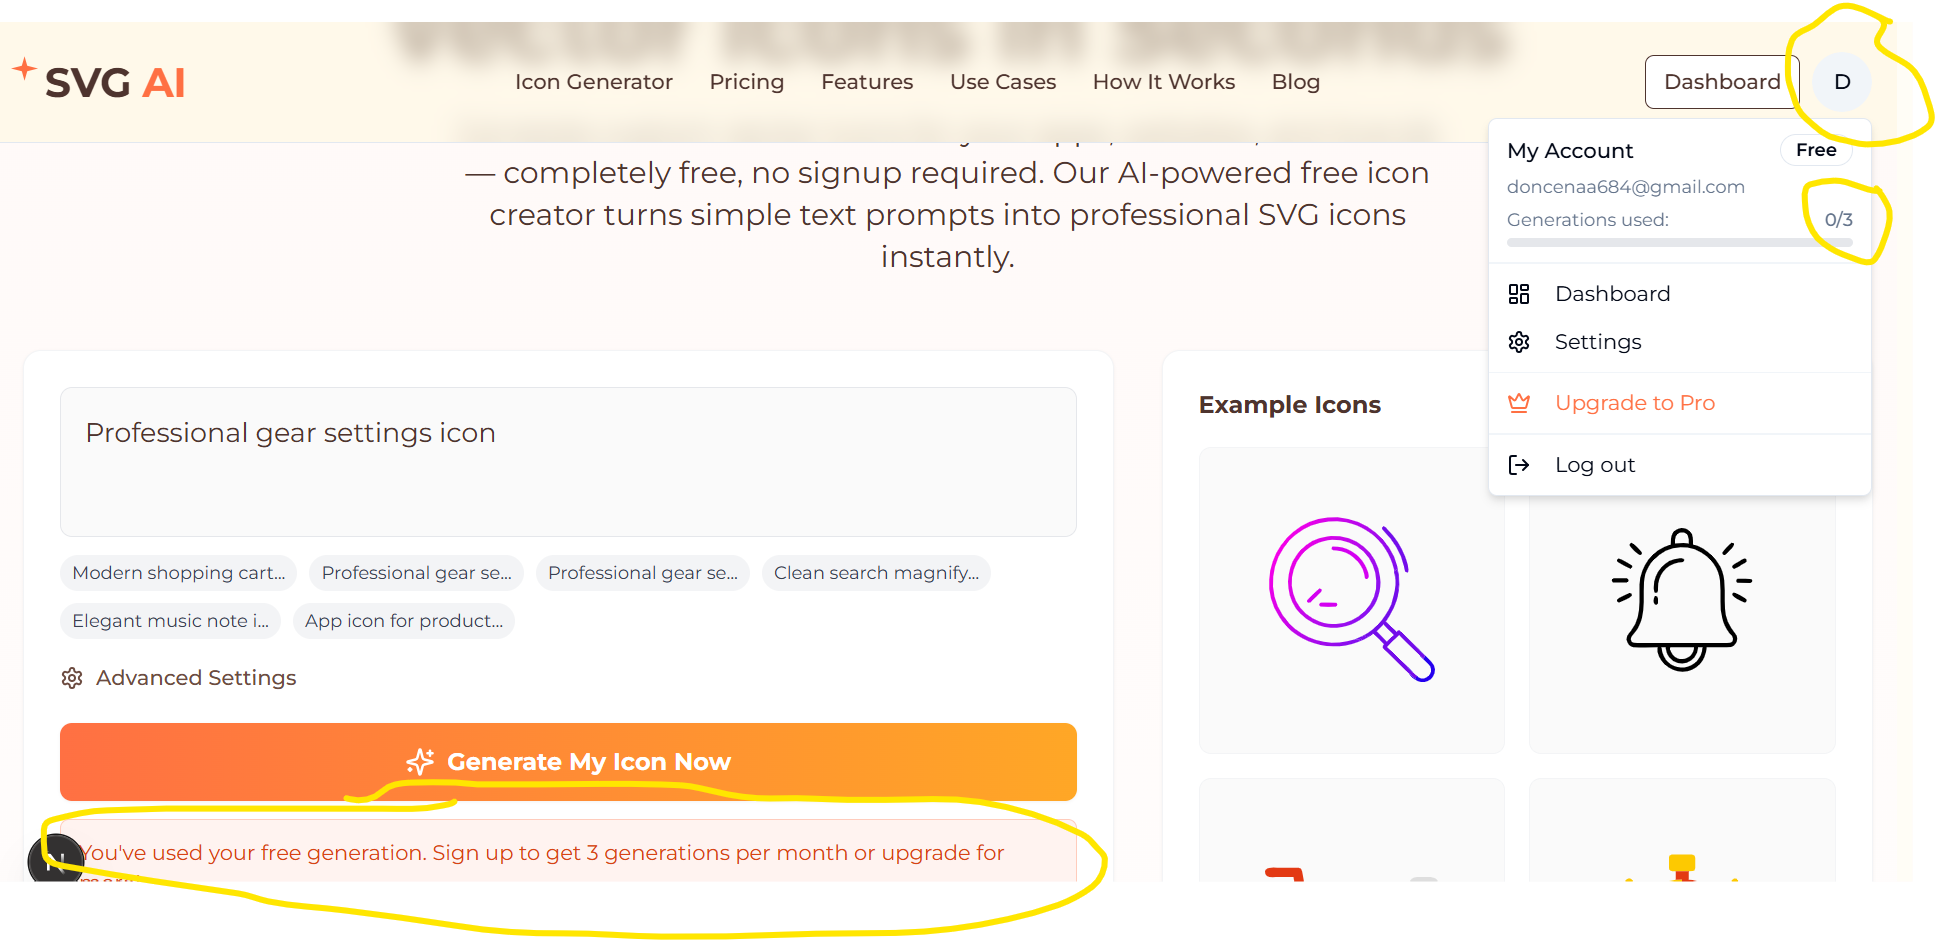 Vector Icons in Seconds
SVG AI
Icon Generator
Pricing
Features
Use Cases
How It Works
Blog
Dashboard
D
— completely free, no signup required. Our AI-powered free icon
creator turns simple text prompts into professional SVG icons
instantly.
My Account
Free
doncenaa684@gmail.com
Generations used:
0/3
Dashboard
Settings
Upgrade to Pro
Log out
Professional gear settings icon
Modern shopping cart...
Professional gear se...
Professional gear se...
Clean search magnify...
Elegant music note i...
App icon for product...
Advanced Settings
Generate My Icon Now
You've used your free generation. Sign up to get 3 generations per month or upgrade for
Example Icons